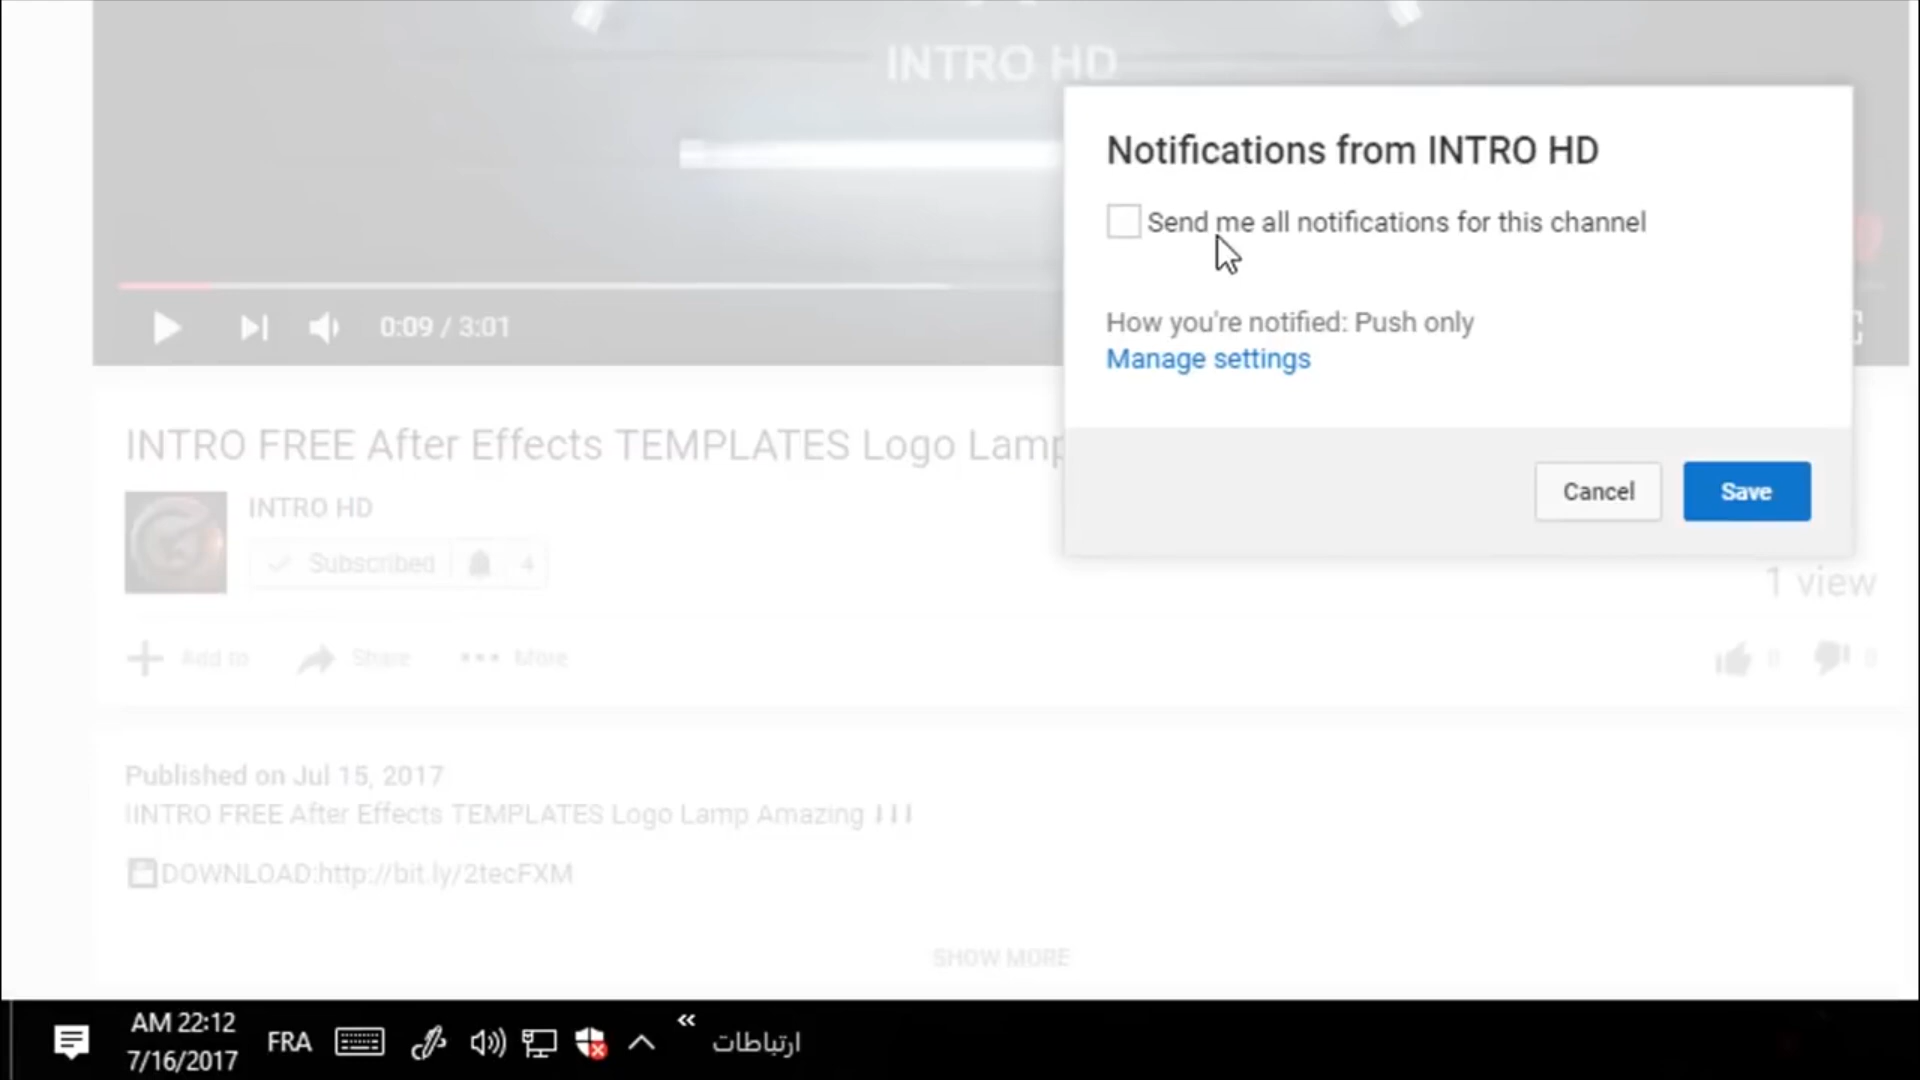 INTRO HD
Notifications from INTRO HD
Send me all notifications for this channel
How you're notified: Push only
Manage settings
Cancel
Save
0:09 / 3:01
INTRO FREE After Effects TEMPLATES Logo Lamp
INTRO HD
Subscribed
4
1 view
Add to
Share
More
0
0
Published on Jul 15, 2017
IINTRO FREE After Effects TEMPLATES Logo Lamp Amazing
DOWNLOAD:http://bit.ly/2tecFXM
SHOW MORE
AM 22:12
7/16/2017
FRA
ارتباطات